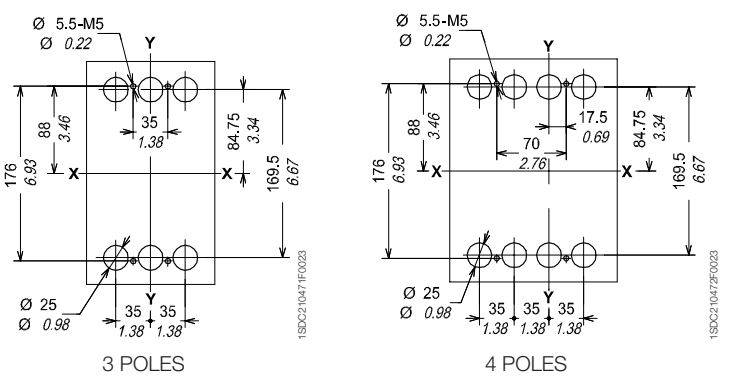 Ø 5.5-M5
Ø 0.22
Y
35
1.38
88
3.46
176
6.93
84.75
3.34
169.5
6.67
X
X
Ø 25
Ø 0.98
Y
35 35
1.38 1.38
1SDC210471F0023
3 POLES
Ø 5.5-M5
Ø 0.22
Y
17.5
0.69
70
2.76
88
3.46
176
6.93
84.75
3.34
169.5
6.67
X
X
Ø 25
Ø 0.98
Y
35 35 35
1.38 1.38 1.38
1SDC210472F0023
4 POLES